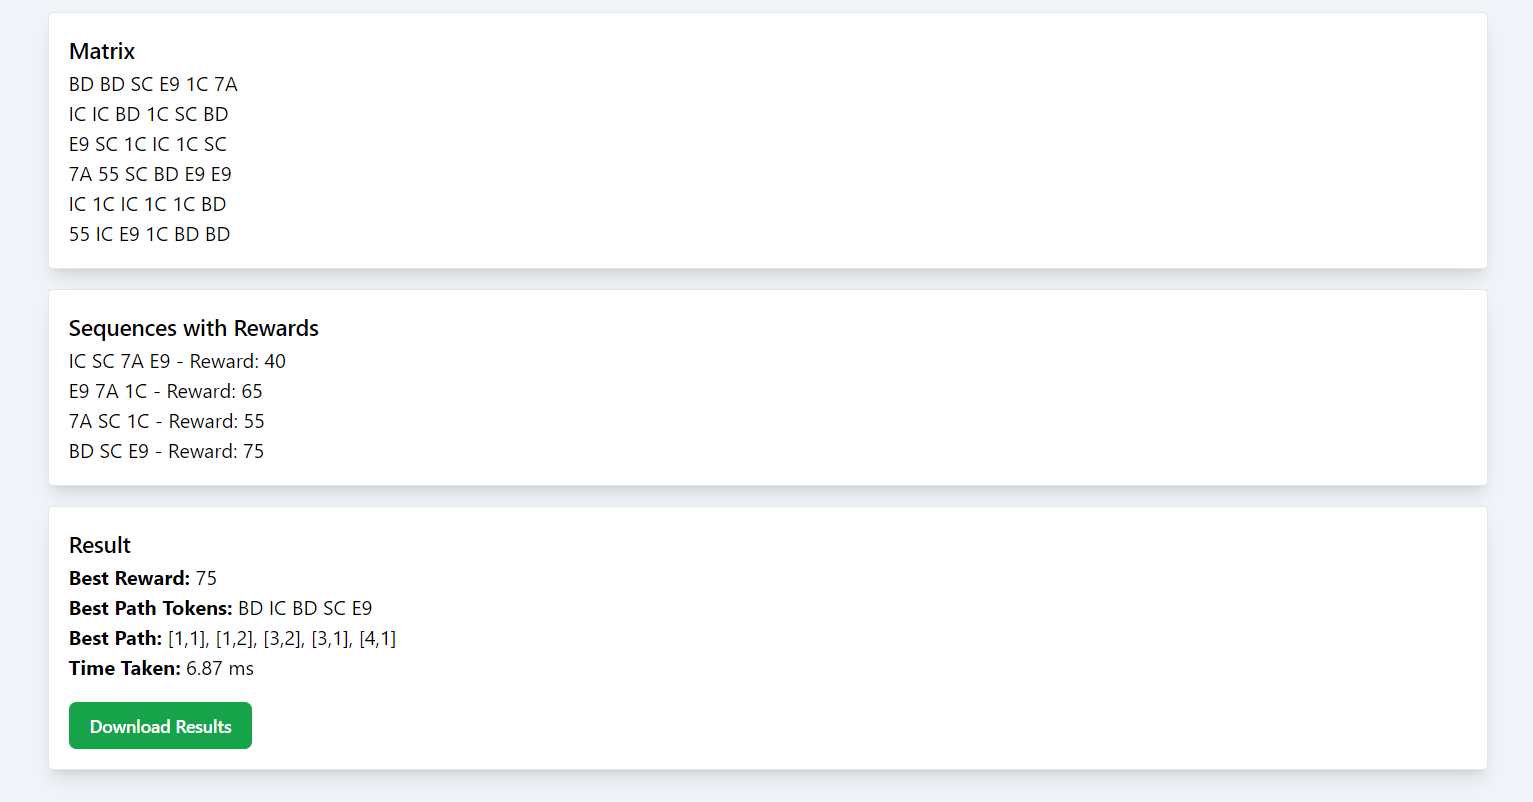 Matrix
BD BD SC E9 1C 7A
IC IC BD 1C SC BD
E9 SC 1C IC 1C SC
7A 55 SC BD E9 E9
IC 1C IC 1C 1C BD
55 IC E9 1C BD BD
Sequences with Rewards
IC SC 7A E9 - Reward: 40
E9 7A 1C - Reward: 65
7A SC 1C - Reward: 55
BD SC E9 - Reward: 75
Result
Best Reward: 75
Best Path Tokens: BD IC BD SC E9
Best Path: [1,1], [1,2], [3,2], [3,1], [4,1]
Time Taken: 6.87 ms
Download Results